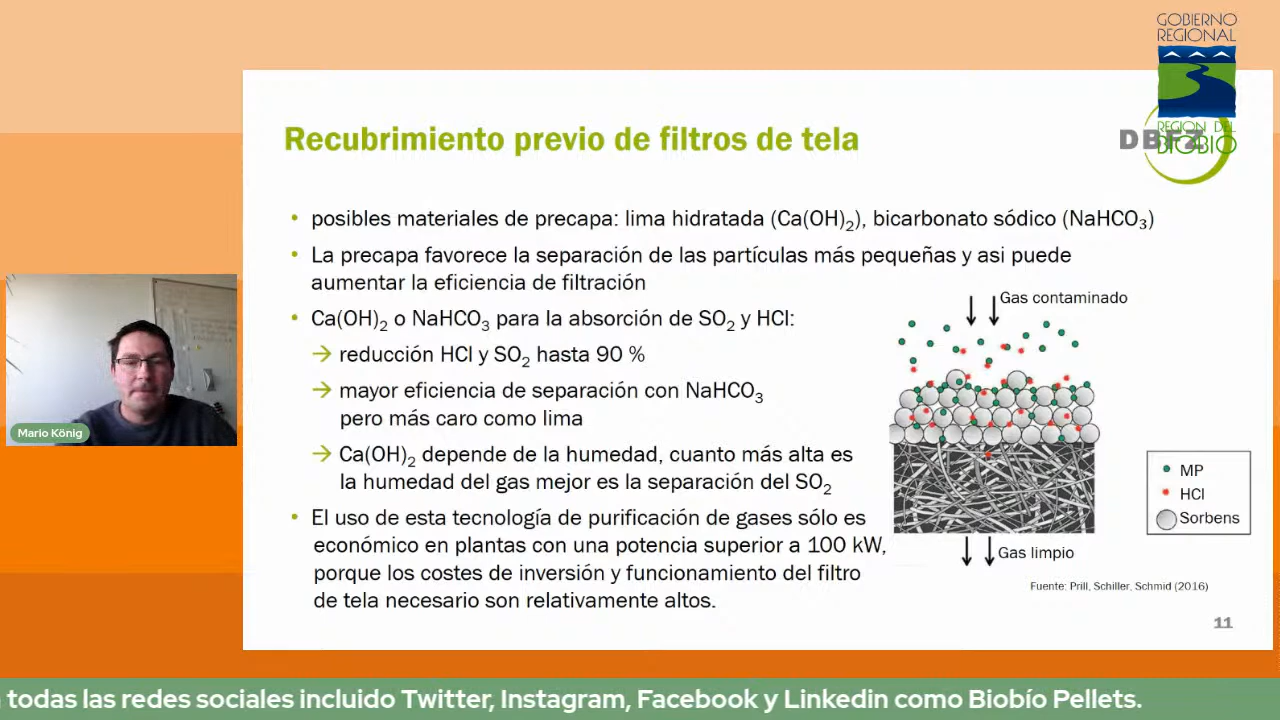 GOBIERNO
REGIONAL
REGIÓN DEL
BIOBÍO
DBFZ
Recubrimiento previo de filtros de tela
• posibles materiales de precapa: lima hidratada (Ca(OH)₂), bicarbonato sódico (NaHCO₃)
• La precapa favorece la separación de las partículas más pequeñas y asi puede
aumentar la eficiencia de filtración
• Ca(OH)₂ o NaHCO₃ para la absorción de SO₂ y HCl:
→ reducción HCl y SO₂ hasta 90 %
→ mayor eficiencia de separación con NaHCO₃
pero más caro como lima
→ Ca(OH)₂ depende de la humedad, cuanto más alta es
la humedad del gas mejor es la separación del SO₂
• El uso de esta tecnología de purificación de gases sólo es
económico en plantas con una potencia superior a 100 kW,
porque los costes de inversión y funcionamiento del filtro
de tela necesario son relativamente altos.
Gas contaminado
MP
HCl
Sorbens
Gas limpio
Fuente: Prill, Schiller, Schmid (2016)
11
Mario König
todas las redes sociales incluido Twitter, Instagram, Facebook y Linkedin como Biobío Pellets.